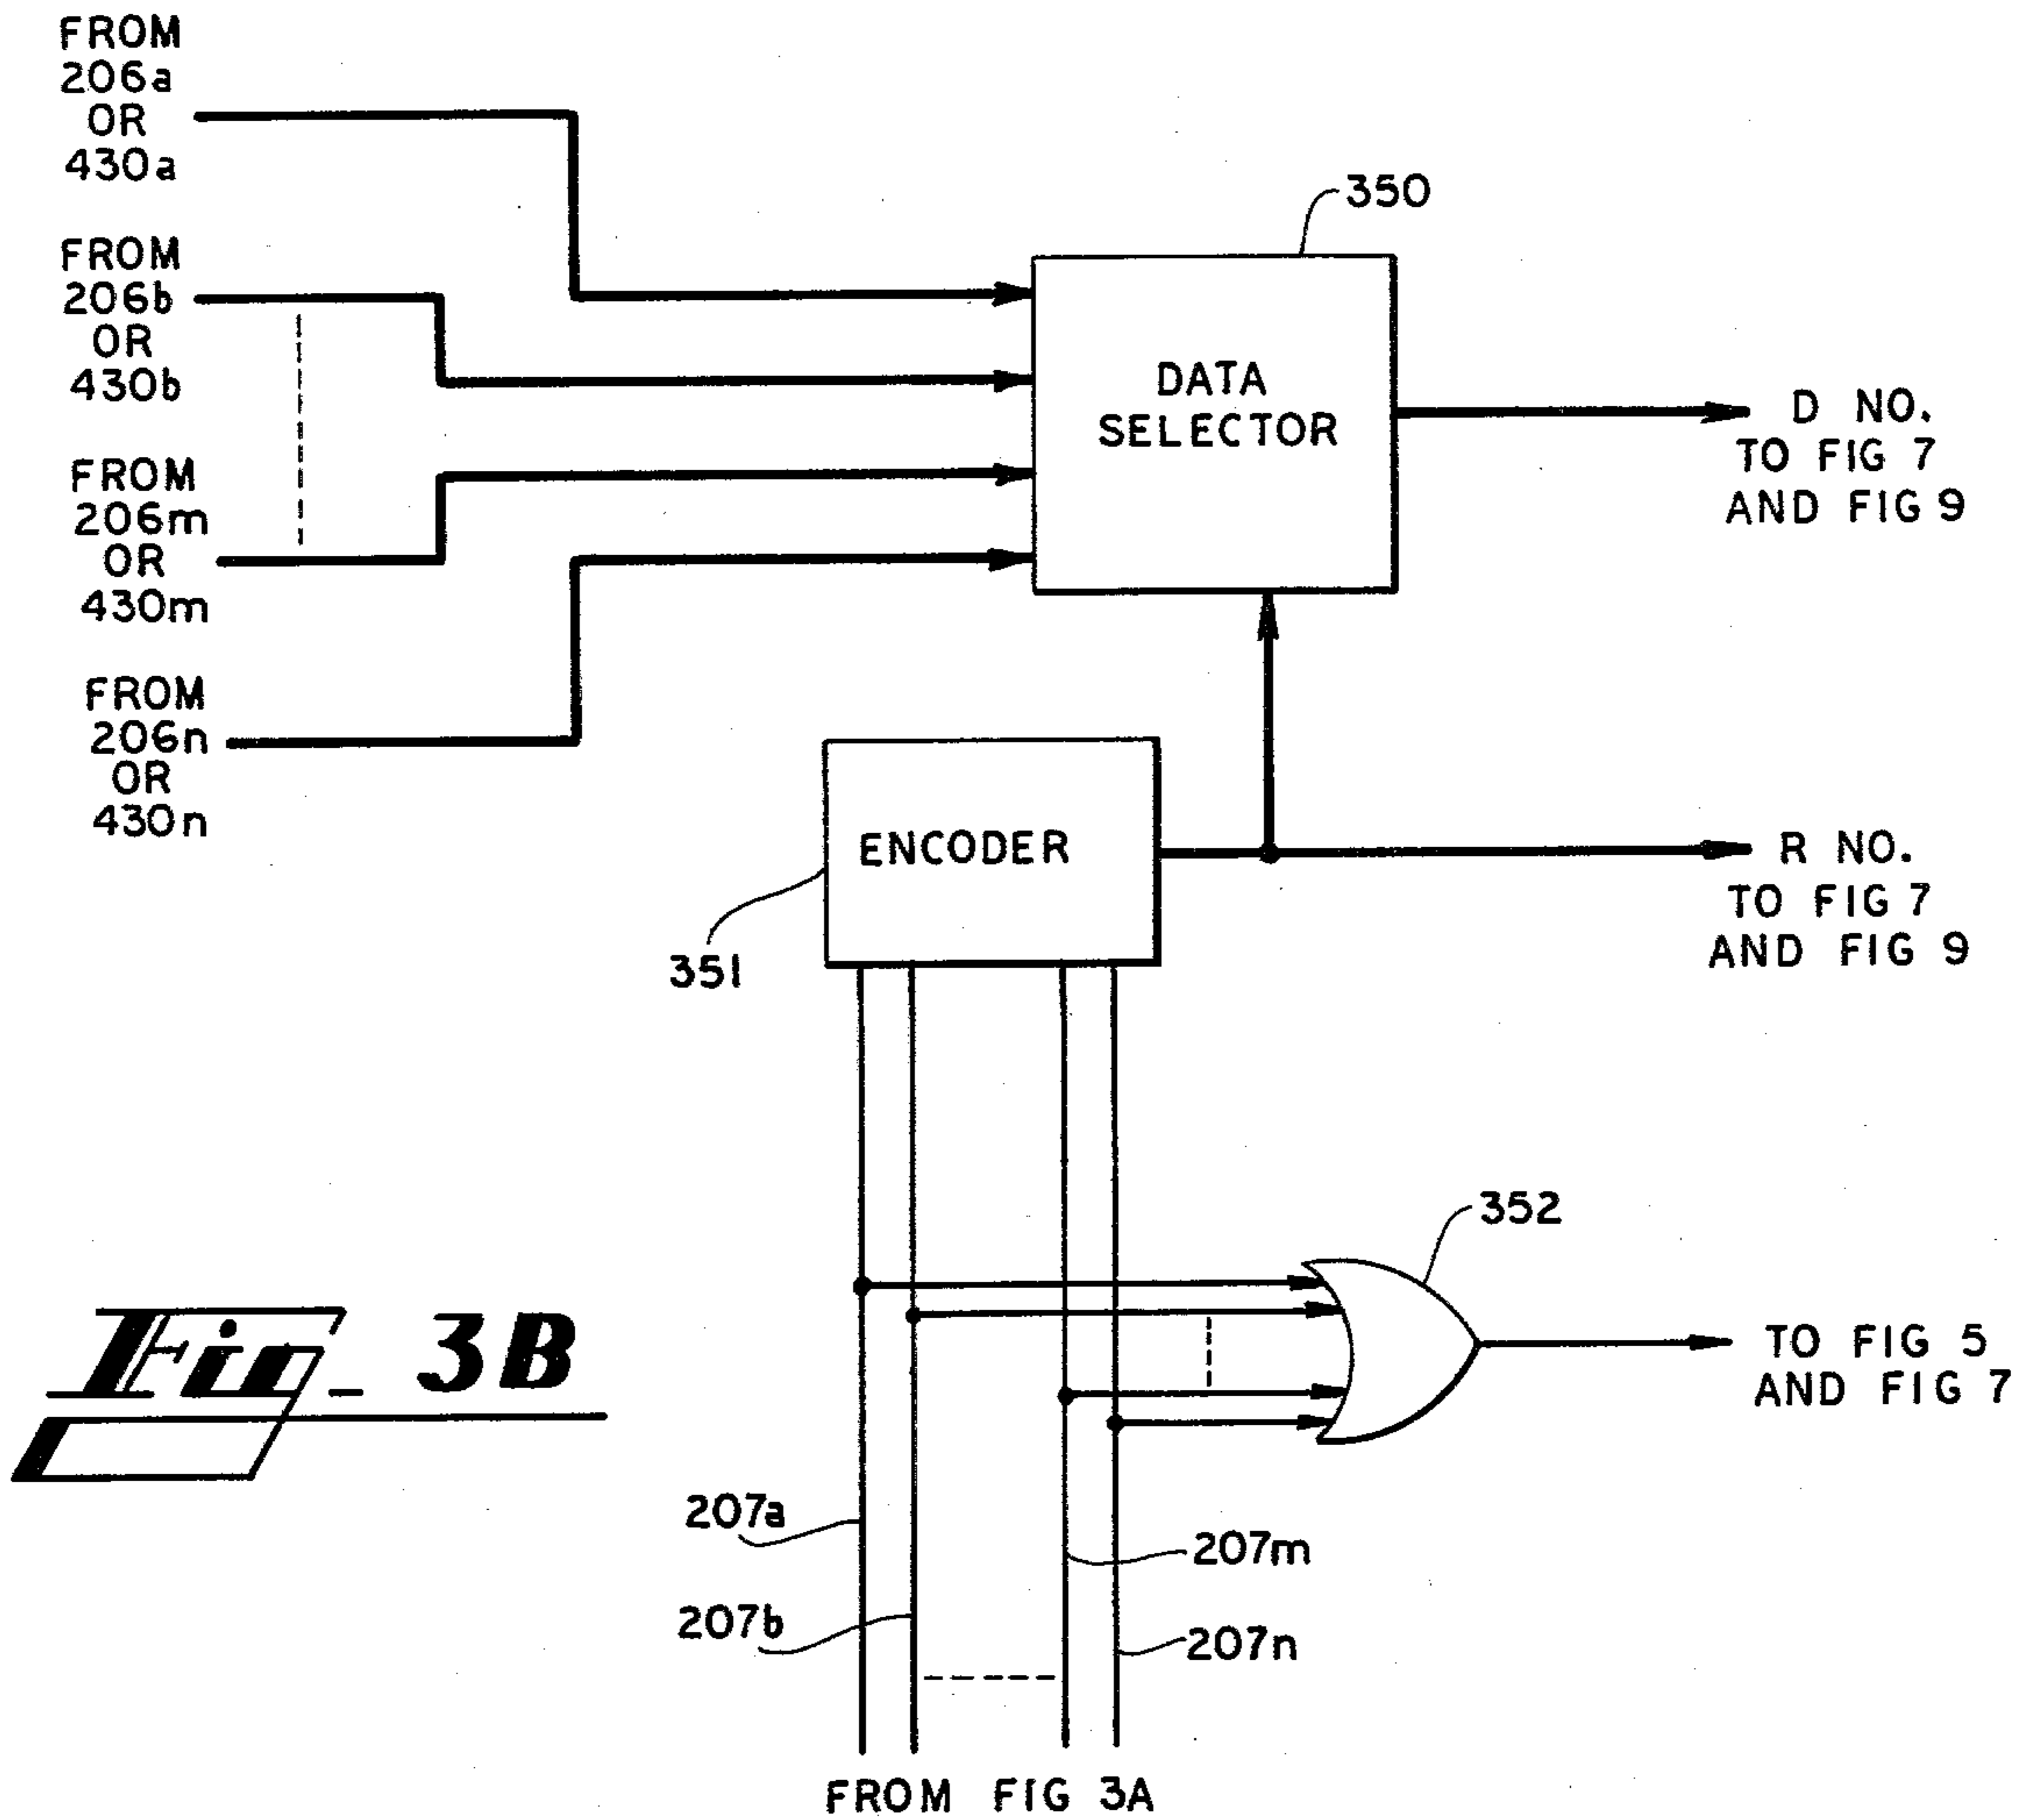 FROM
206a
OR
430a
FROM
206b
OR
430b
FROM
206m
OR
430m
FROM
206n
OR
430n
350
DATA
SELECTOR
D NO.
TO FIG 7
AND FIG 9
ENCODER
351
R NO.
TO FIG 7
AND FIG 9
352
TO FIG 5
AND FIG 7
207a
207b
207m
207n
FROM FIG 3A
Fig_ 3B